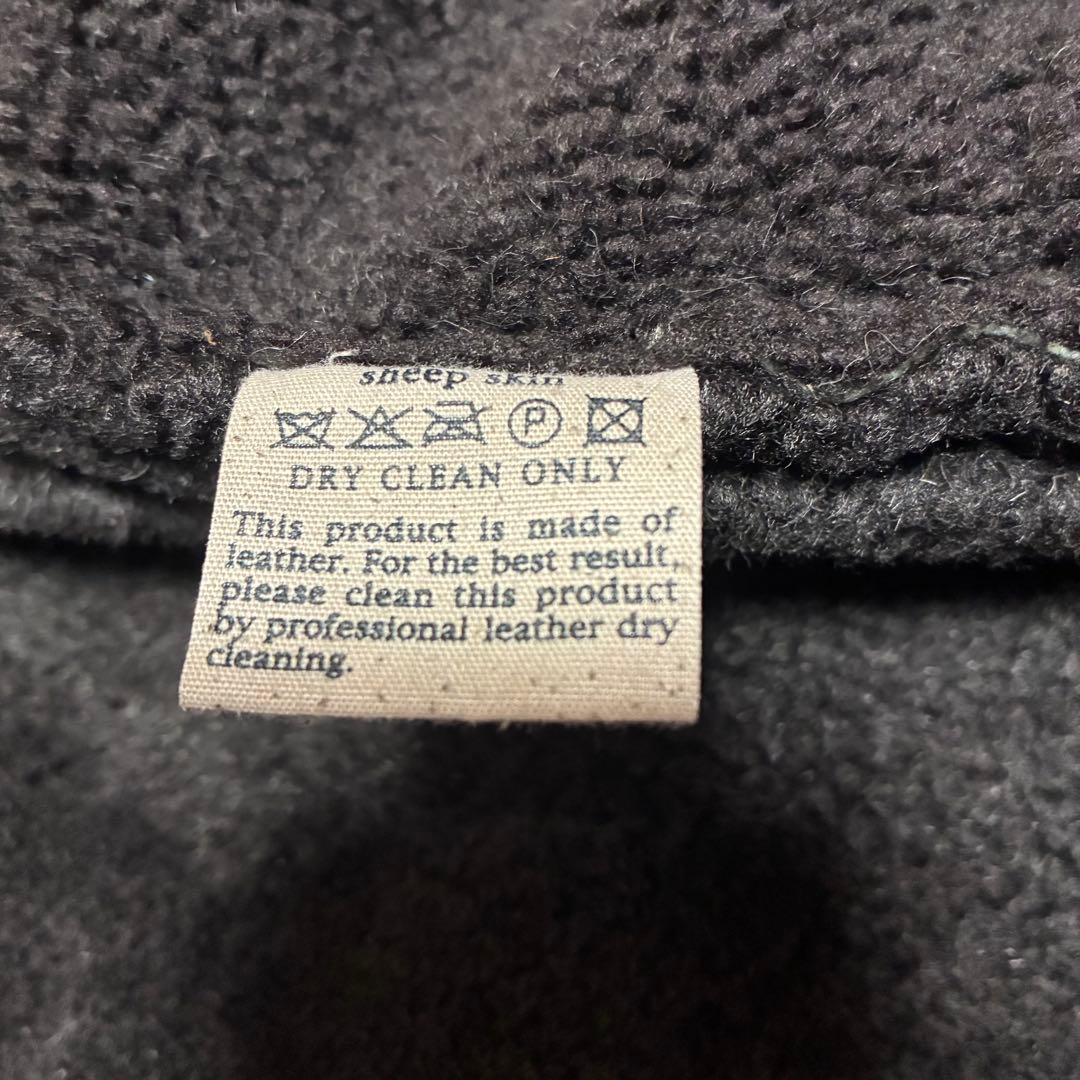 sheep skin
P
DRY CLEAN ONLY
This product is made of
leather. For the best result,
please clean this product
by professional leather dry
cleaning.